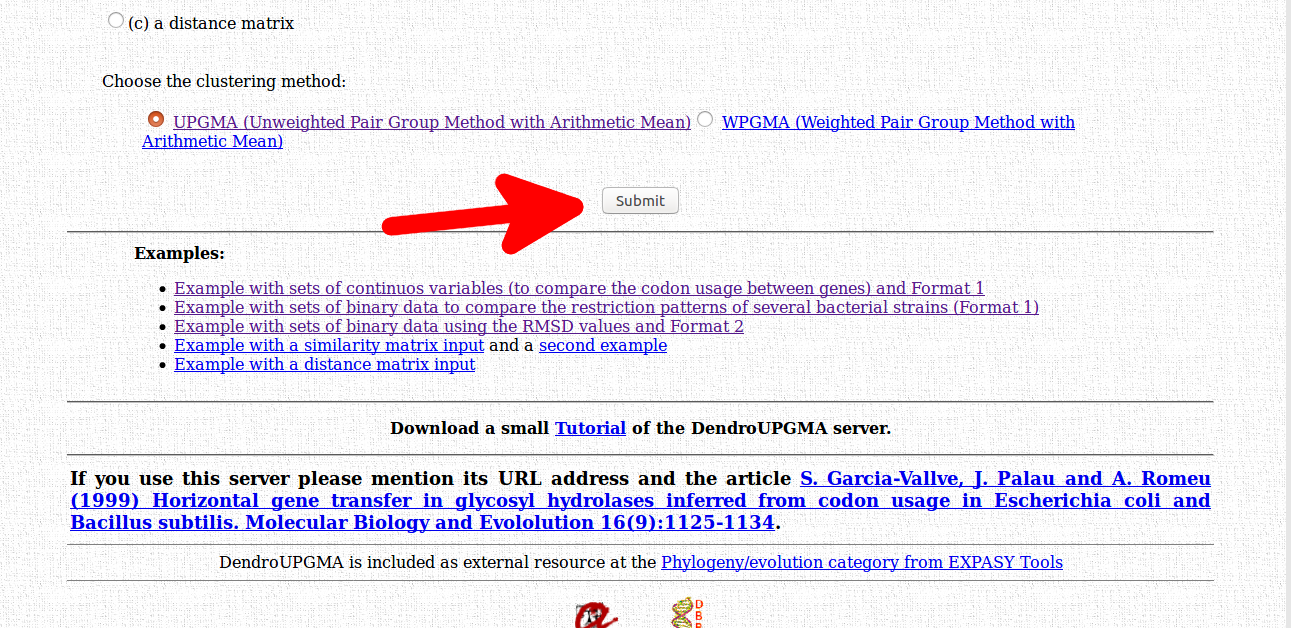 (c) a distance matrix
Choose the clustering method:
UPGMA (Unweighted Pair Group Method with Arithmetic Mean) WPGMA (Weighted Pair Group Method with
Arithmetic Mean)
Submit
Examples:
Example with sets of continuos variables (to compare the codon usage between genes) and Format 1
Example with sets of binary data to compare the restriction patterns of several bacterial strains (Format 1)
Example with sets of binary data using the RMSD values and Format 2
Example with a similarity matrix input and a second example
Example with a distance matrix input
Download a small Tutorial of the DendroUPGMA server.
If you use this server please mention its URL address and the article S. Garcia-Vallve, J. Palau and A. Romeu
(1999) Horizontal gene transfer in glycosyl hydrolases inferred from codon usage in Escherichia coli and
Bacillus subtilis. Molecular Biology and Evololution 16(9):1125-1134.
DendroUPGMA is included as external resource at the Phylogeny/evolution category from EXPASY Tools
D
B